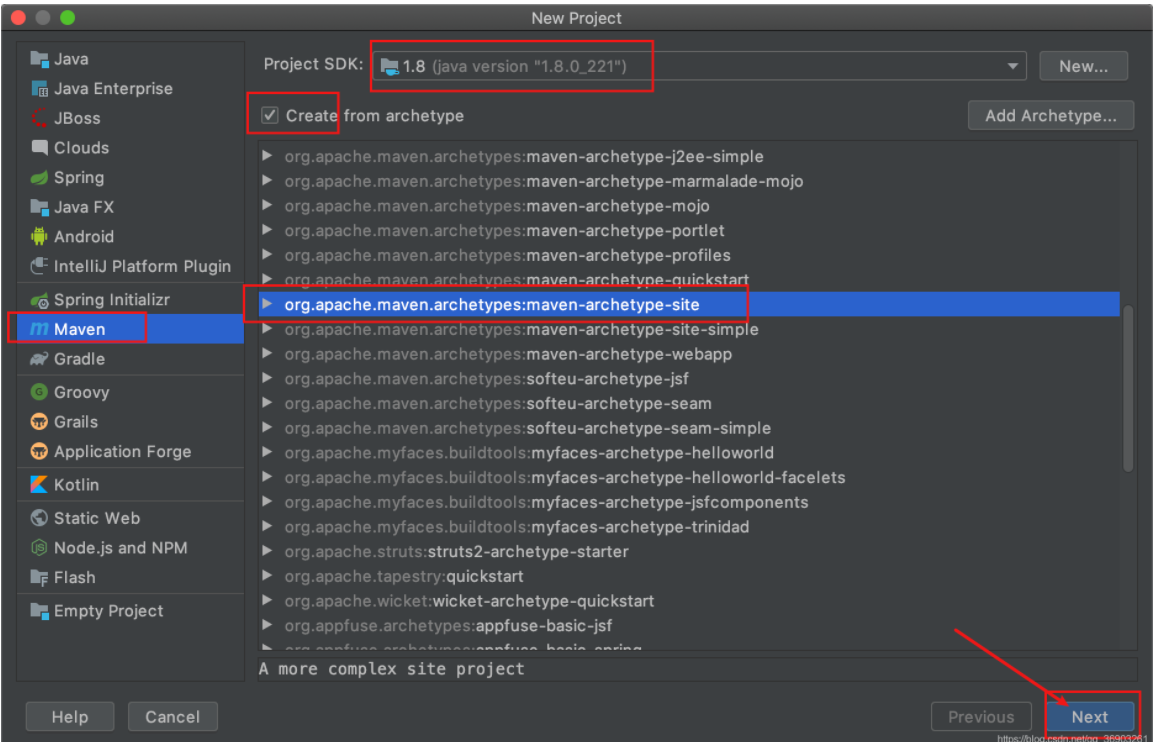 New Project
Java
Java Enterprise
JBoss
Clouds
Spring
Java FX
Android
IntelliJ Platform Plugin
Spring Initializr
Maven
Gradle
Groovy
Grails
Application Forge
Kotlin
Static Web
Node.js and NPM
Flash
Empty Project
Project SDK: 1.8 (java version "1.8.0_221") New...
Create from archetype Add Archetype...
org.apache.maven.archetypes:maven-archetype-j2ee-simple
org.apache.maven.archetypes:maven-archetype-marmalade-mojo
org.apache.maven.archetypes:maven-archetype-mojo
org.apache.maven.archetypes:maven-archetype-portlet
org.apache.maven.archetypes:maven-archetype-profiles
org.apache.maven.archetypes:maven-archetype-quickstart
org.apache.maven.archetypes:maven-archetype-site
org.apache.maven.archetypes:maven-archetype-site-simple
org.apache.maven.archetypes:maven-archetype-webapp
org.apache.maven.archetypes:softeu-archetype-jsf
org.apache.maven.archetypes:softeu-archetype-seam
org.apache.maven.archetypes:softeu-archetype-seam-simple
org.apache.myfaces.buildtools:myfaces-archetype-helloworld
org.apache.myfaces.buildtools:myfaces-archetype-helloworld-facelets
org.apache.myfaces.buildtools:myfaces-archetype-jsfcomponents
org.apache.myfaces.buildtools:myfaces-archetype-trinidad
org.apache.struts:struts2-archetype-starter
org.apache.tapestry:quickstart
org.apache.wicket:wicket-archetype-quickstart
org.appfuse.archetypes:appfuse-basic-jsf
org.appfuse.archetypes:appfuse-basic-spring
A more complex site project
Help Cancel Previous Next
https://blog.csdn.net/qq_36903261